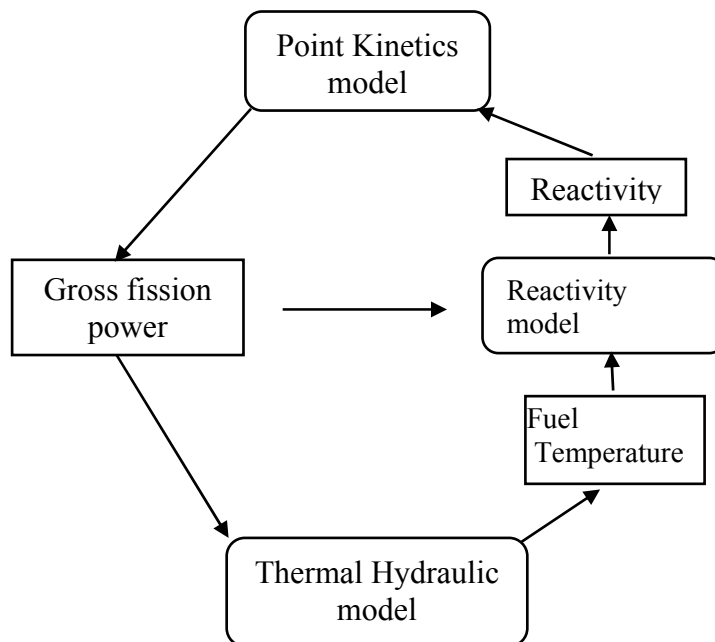 Point Kinetics
model
Reactivity
Gross fission
power
Reactivity
model
Fuel
Temperature
Thermal Hydraulic
model